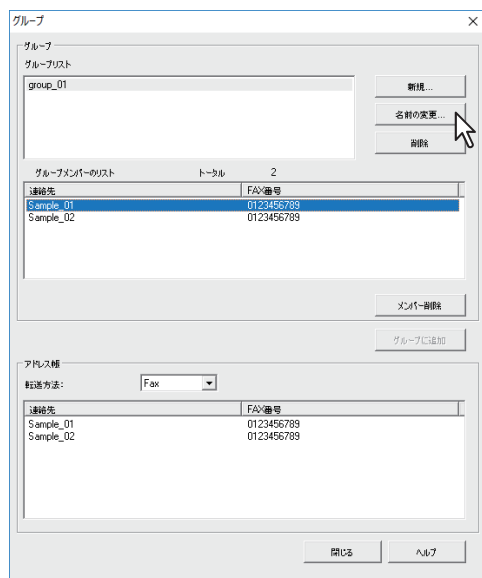 グループ
グループ
グループリスト
group_01
新規...
名前の変更...
削除
グループメンバーのリスト トータル 2
連絡先 FAX番号
Sample_01 0123456789
Sample_02 0123456789
メンバー削除
グループに追加
アドレス帳
転送方法: Fax
連絡先 FAX番号
Sample_01 0123456789
Sample_02 0123456789
閉じる ヘルプ